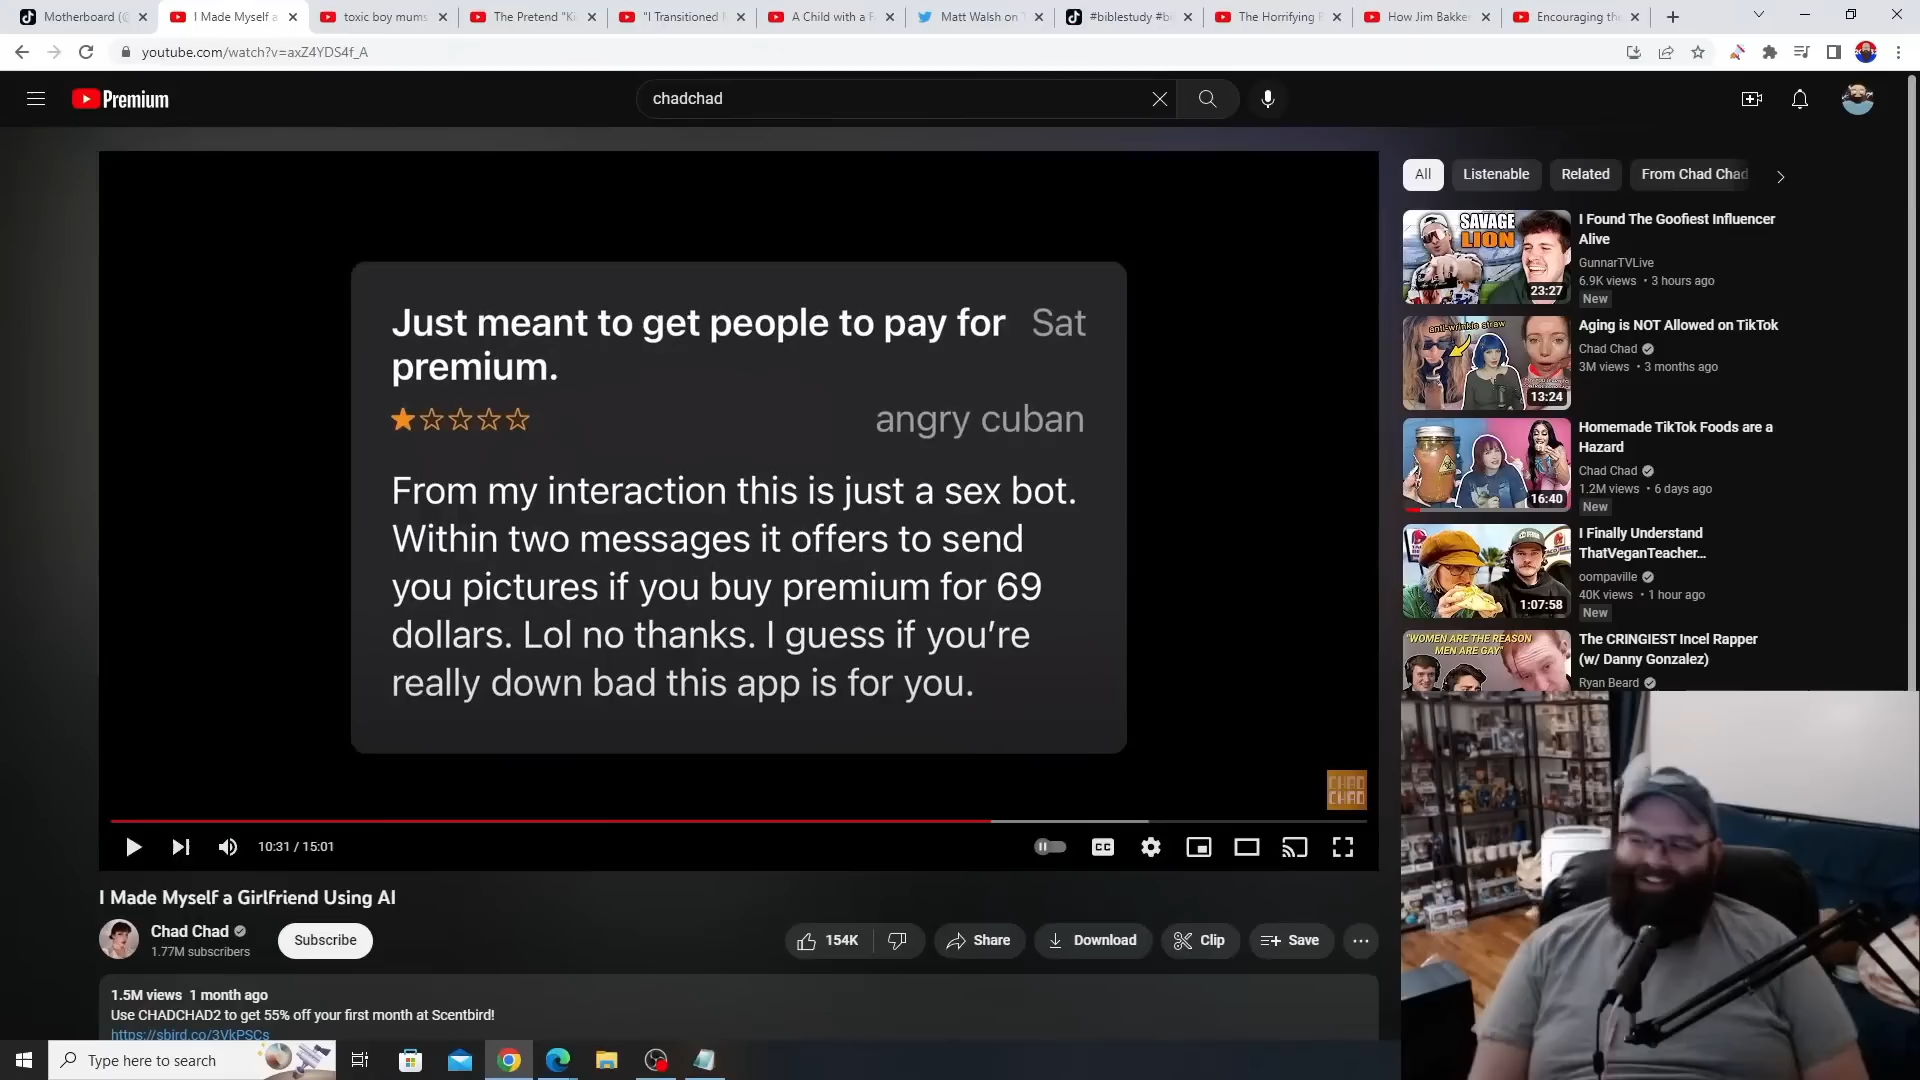 Motherboard (@
I Made Myself a
toxic boy mums
The Pretend "Ki
"I Transitioned
A Child with a
Matt Walsh on
#biblestudy #bi
The Horrifying
How Jim Bakke
Encouraging the
youtube.com/watch?v=axZ4YDS4f_A
Premium
chadchad
All
Listenable
Related
From Chad Chad
Just meant to get people to pay for
premium.
Sat
angry cuban
From my interaction this is just a sex bot.
Within two messages it offers to send
you pictures if you buy premium for 69
dollars. Lol no thanks. I guess if you’re
really down bad this app is for you.
CHAD
CHAD
10:31 / 15:01
CC
SAVAGE
LION
23:27
I Found The Goofiest Influencer
Alive
GunnarTVLive
6.9K views • 3 hours ago
New
anti-wrinkle straw
13:24
Aging is NOT Allowed on TikTok
Chad Chad
3M views • 3 months ago
16:40
Homemade TikTok Foods are a
Hazard
Chad Chad
1.2M views • 6 days ago
New
1:07:58
I Finally Understand
ThatVeganTeacher...
oompaville
40K views • 1 hour ago
New
"WOMEN ARE THE REASON
MEN ARE GAY"
The CRINGIEST Incel Rapper
(w/ Danny Gonzalez)
Ryan Beard
I Made Myself a Girlfriend Using AI
Chad Chad
1.77M subscribers
Subscribe
154K
Share
Download
Clip
Save
1.5M views 1 month ago
Use CHADCHAD2 to get 55% off your first month at Scentbird!
https://sbird.co/3VkPSCs
Type here to search